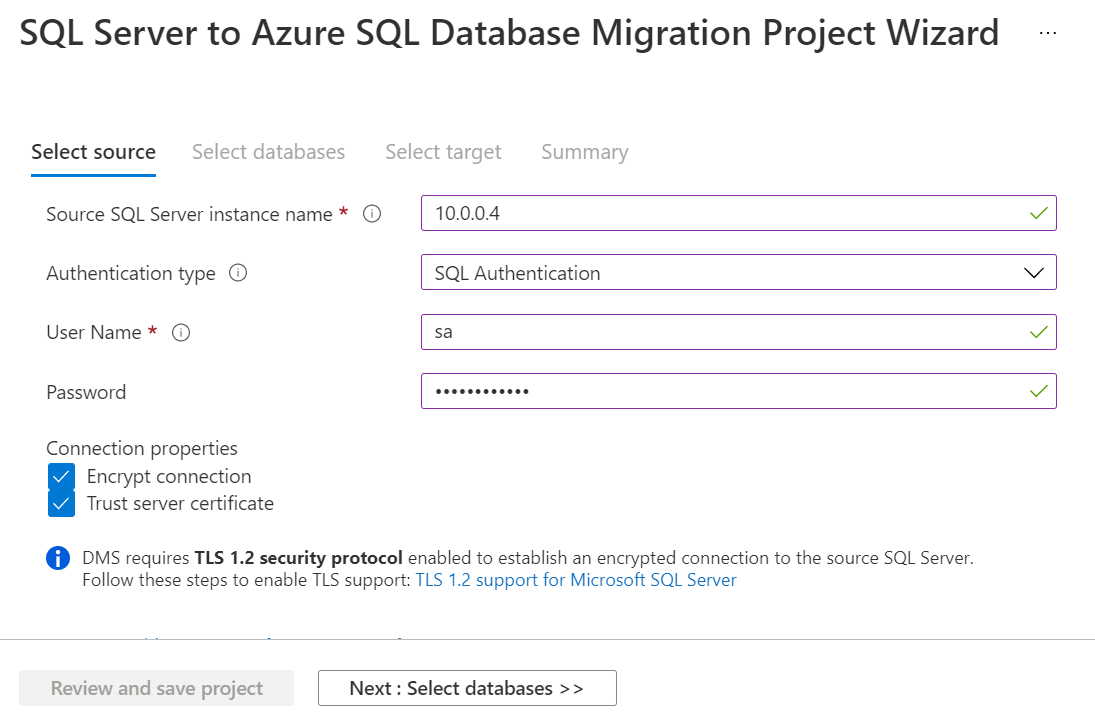 SQL Server to Azure SQL Database Migration Project Wizard ...
Select source Select databases Select target Summary
Source SQL Server instance name * 10.0.0.4
Authentication type SQL Authentication
User Name * sa
Password ••••••••••••
Connection properties
Encrypt connection
Trust server certificate
DMS requires TLS 1.2 security protocol enabled to establish an encrypted connection to the source SQL Server.
Follow these steps to enable TLS support: TLS 1.2 support for Microsoft SQL Server
Review and save project Next : Select databases >>